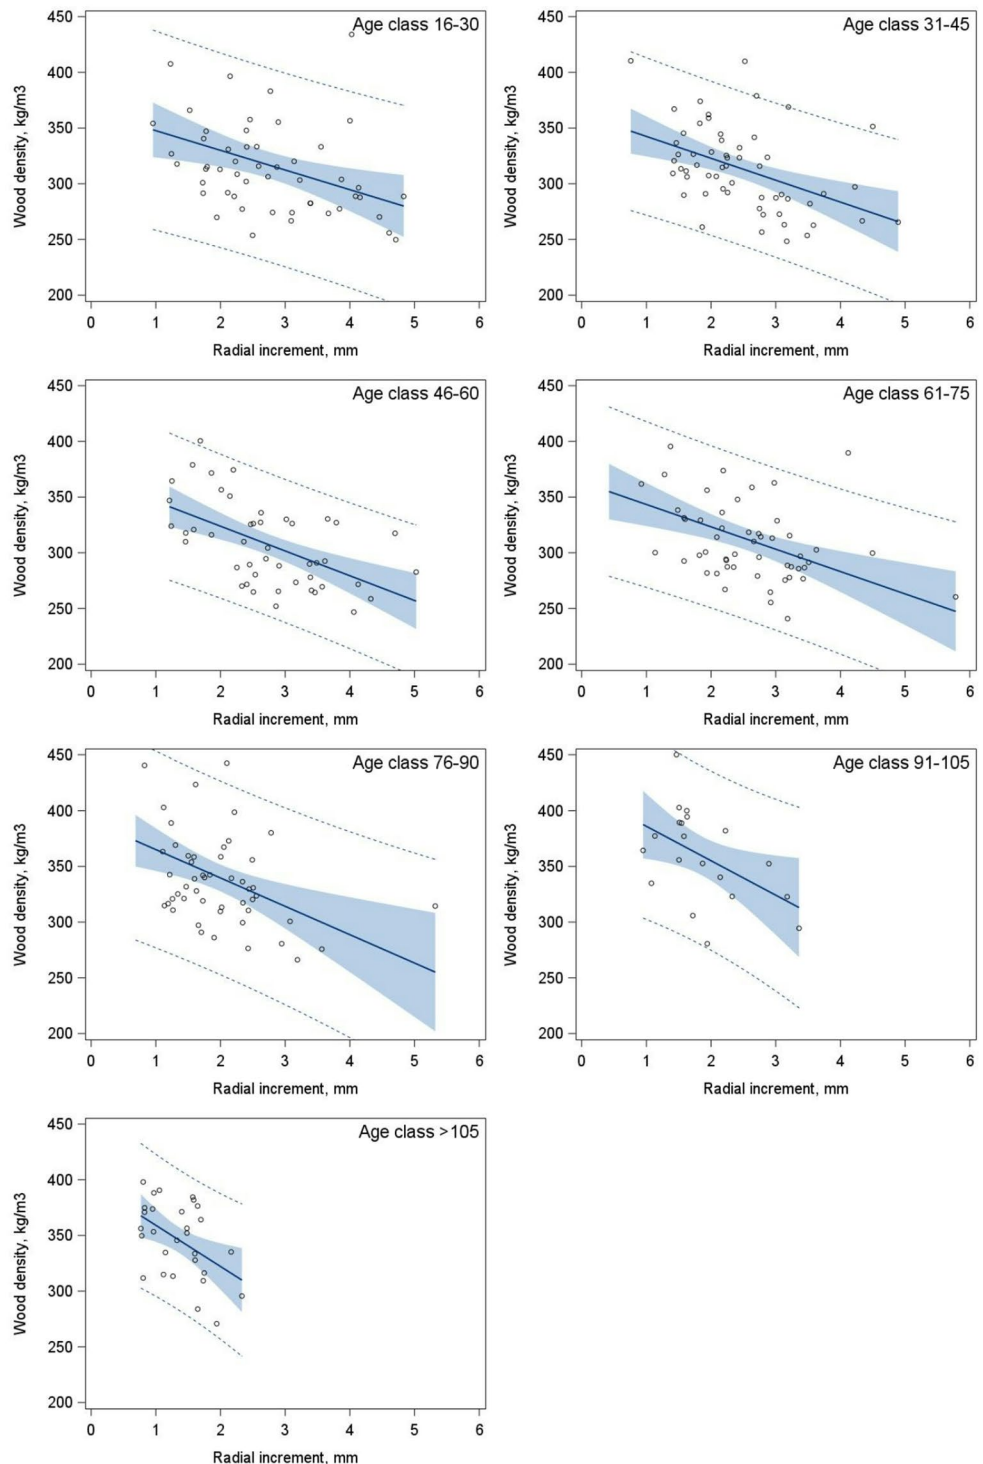 Age class 16-30
450
400
350
300
250
200
Wood density, kg/m3
0 1 2 3 4 5 6
Radial increment, mm
Age class 31-45
450
400
350
300
250
200
Wood density, kg/m3
0 1 2 3 4 5 6
Radial increment, mm
Age class 46-60
450
400
350
300
250
200
Wood density, kg/m3
0 1 2 3 4 5 6
Radial increment, mm
Age class 61-75
450
400
350
300
250
200
Wood density, kg/m3
0 1 2 3 4 5 6
Radial increment, mm
Age class 76-90
450
400
350
300
250
200
Wood density, kg/m3
0 1 2 3 4 5 6
Radial increment, mm
Age class 91-105
450
400
350
300
250
200
Wood density, kg/m3
0 1 2 3 4 5 6
Radial increment, mm
Age class >105
450
400
350
300
250
200
Wood density, kg/m3
0 1 2 3 4 5 6
Radial increment, mm